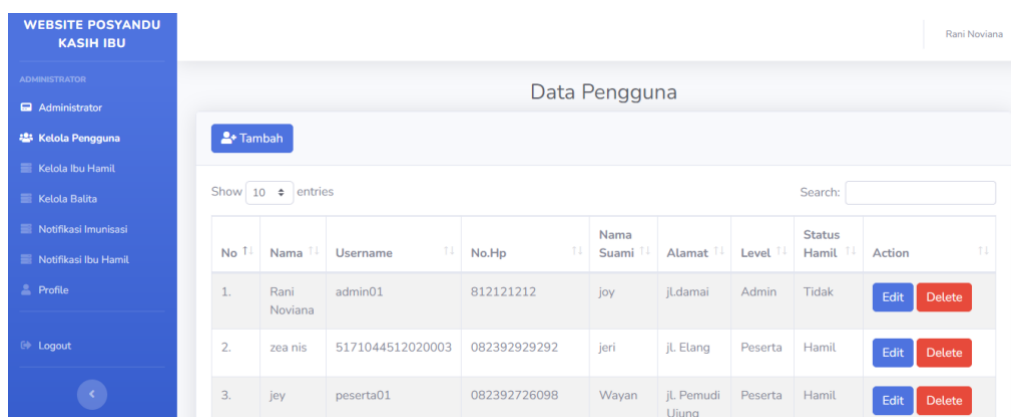 WEBSITE POSYANDU
KASIH IBU
Rani Noviana
ADMINISTRATOR
Administrator
Kelola Pengguna
Kelola Ibu Hamil
Kelola Balita
Notifikasi Imunisasi
Notifikasi Ibu Hamil
Profile
Logout
Data Pengguna
Tambah
Show 10 entries
Search:
No Nama Username No.Hp Nama Suami Alamat Level Status Hamil Action
1. Rani Noviana admin01 812121212 joy jl.damai Admin Tidak Edit Delete
2. zea nis 5171044512020003 082392929292 jeri jl. Elang Peserta Hamil Edit Delete
3. jey peserta01 082392726098 Wayan jl. Pemudi Ujung Peserta Hamil Edit Delete